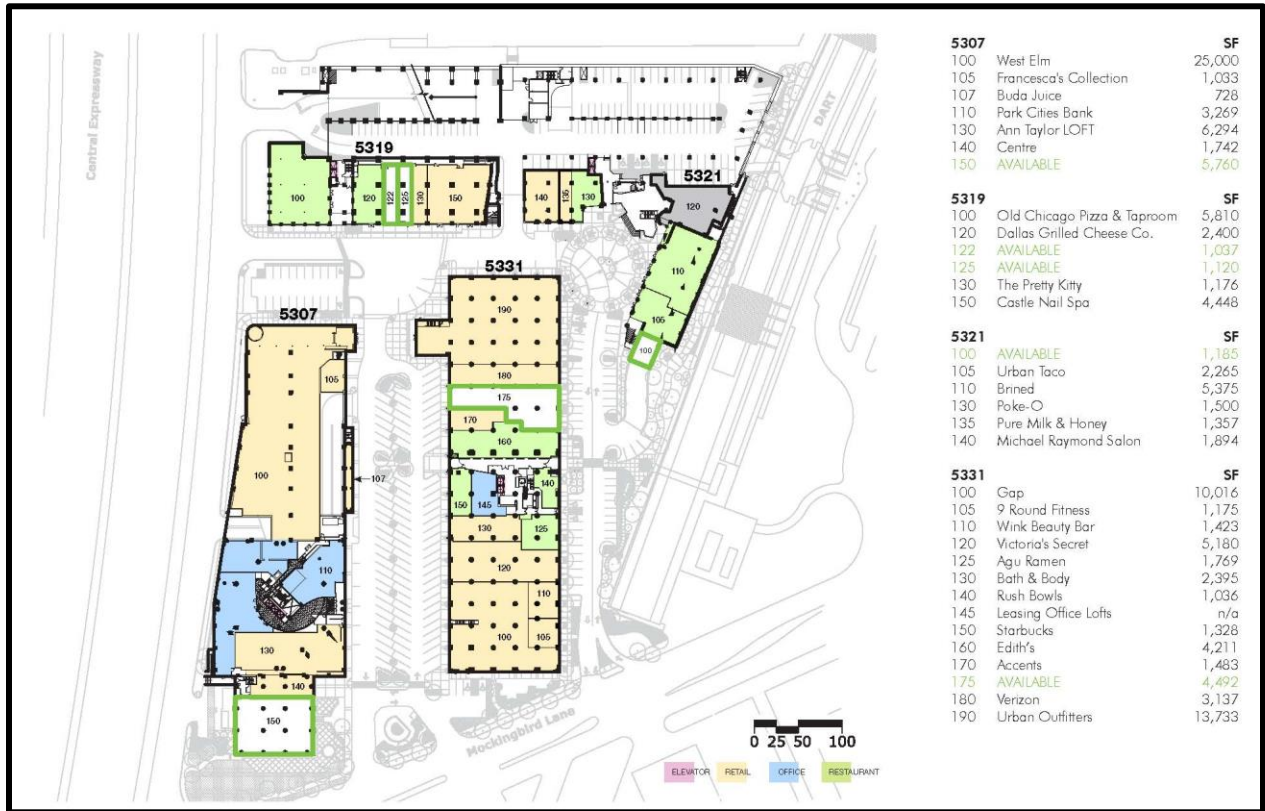 Central Expressway
DART
5319
100
120
122
125
130
150
140
135
130
5321
120
110
105
100
5331
190
180
175
170
160
150
145
140
130
125
120
110
100
105
5307
105
100
107
110
130
140
150
Mockingbird Lane
0 25 50 100
ELEVATOR RETAIL OFFICE RESTAURANT
5307 SF
100 West Elm 25,000
105 Francesca's Collection 1,033
107 Buda Juice 728
110 Park Cities Bank 3,269
130 Ann Taylor LOFT 6,294
140 Centre 1,742
150 AVAILABLE 5,760
5319 SF
100 Old Chicago Pizza & Taproom 5,810
120 Dallas Grilled Cheese Co. 2,400
122 AVAILABLE 1,037
125 AVAILABLE 1,120
130 The Pretty Kitty 1,176
150 Castle Nail Spa 4,448
5321 SF
100 AVAILABLE 1,185
105 Urban Taco 2,265
110 Brined 5,375
130 Poke-O 1,500
135 Pure Milk & Honey 1,357
140 Michael Raymond Salon 1,894
5331 SF
100 Gap 10,016
105 9 Round Fitness 1,175
110 Wink Beauty Bar 1,423
120 Victoria's Secret 5,180
125 Agu Ramen 1,769
130 Bath & Body 2,395
140 Rush Bowls 1,036
145 Leasing Office Lofts n/a
150 Starbucks 1,328
160 Edith's 4,211
170 Accents 1,483
175 AVAILABLE 4,492
180 Verizon 3,137
190 Urban Outfitters 13,733